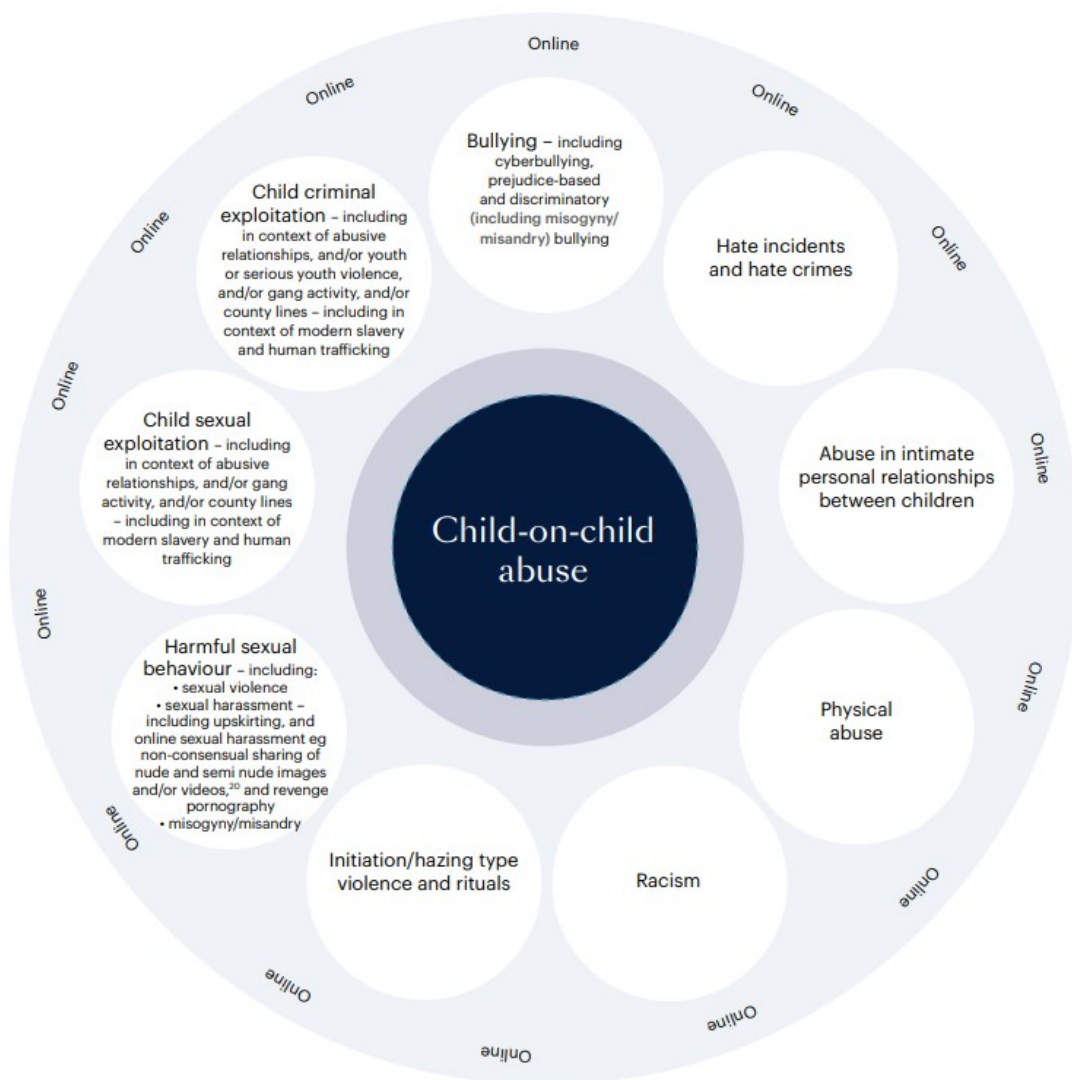 Online
Online
Online
Online
Online
Online
Online
Online
Online
Online
Online
Online
Online
Online
Bullying – including
cyberbullying,
prejudice-based
and discriminatory
(including misogyny/
misandry) bullying
Hate incidents
and hate crimes
Abuse in intimate
personal relationships
between children
Physical
abuse
Racism
Initiation/hazing type
violence and rituals
Harmful sexual
behaviour – including:
• sexual violence
• sexual harassment –
including upskirting, and
online sexual harassment eg
non-consensual sharing of
nude and semi nude images
and/or videos,²⁰ and revenge
pornography
• misogyny/misandry
Child sexual
exploitation – including
in context of abusive
relationships, and/or gang
activity, and/or county lines
– including in context of
modern slavery and human
trafficking
Child criminal
exploitation – including
in context of abusive
relationships, and/or youth
or serious youth violence,
and/or gang activity, and/or
county lines – including in
context of modern slavery
and human trafficking
Child-on-child
abuse